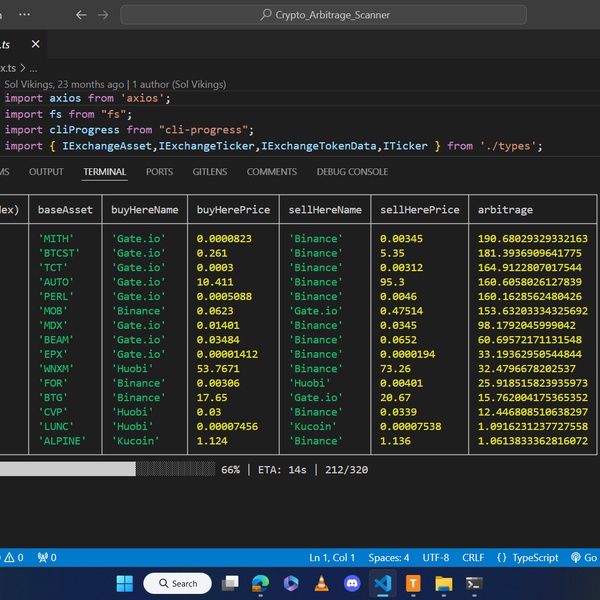 Crypto_Arbitrage_Scanner
.ts
x.ts > ...
Sol Vikings, 23 months ago | 1 author (Sol Vikings)
import axios from 'axios';
import fs from "fs";
import cliProgress from "cli-progress";
import { IExchangeAsset,IExchangeTicker,IExchangeTokenData,ITicker } from './types';
MS OUTPUT TERMINAL PORTS GITLENS COMMENTS DEBUG CONSOLE
dex) baseAsset buyHereName buyHerePrice sellHereName sellHerePrice arbitrage
'MITH' 'Gate.io' 0.0000823 'Binance' 0.00345 190.68029329332163
'BTCST' 'Gate.io' 0.261 'Binance' 5.35 181.3936909641775
'TCT' 'Gate.io' 0.0003 'Binance' 0.00312 164.9122807017544
'AUTO' 'Gate.io' 10.411 'Binance' 95.3 160.6058026127839
'PERL' 'Gate.io' 0.0005088 'Binance' 0.0046 160.1628562480426
'MOB' 'Binance' 0.0623 'Gate.io' 0.47514 153.63203334325692
'MDX' 'Gate.io' 0.01401 'Binance' 0.0345 98.1792045999042
'BEAM' 'Gate.io' 0.03484 'Binance' 0.0652 60.69572171131548
'EPX' 'Gate.io' 0.00001412 'Binance' 0.0000194 33.19362950544844
'WNXM' 'Huobi' 53.7671 'Binance' 73.26 32.4796678202537
'FOR' 'Binance' 0.00306 'Huobi' 0.00401 25.918515823935973
'BTG' 'Binance' 17.65 'Gate.io' 20.67 15.762004175365352
'CVP' 'Huobi' 0.03 'Binance' 0.0339 12.446808510638297
'LUNC' 'Huobi' 0.00007456 'Kucoin' 0.00007538 1.0916231237727558
'ALPINE' 'Kucoin' 1.124 'Binance' 1.136 1.0613833362816072
66% | ETA: 14s | 212/320
0 0 Ln 1, Col 1 Spaces: 4 UTF-8 CRLF {} TypeScript Go
Search